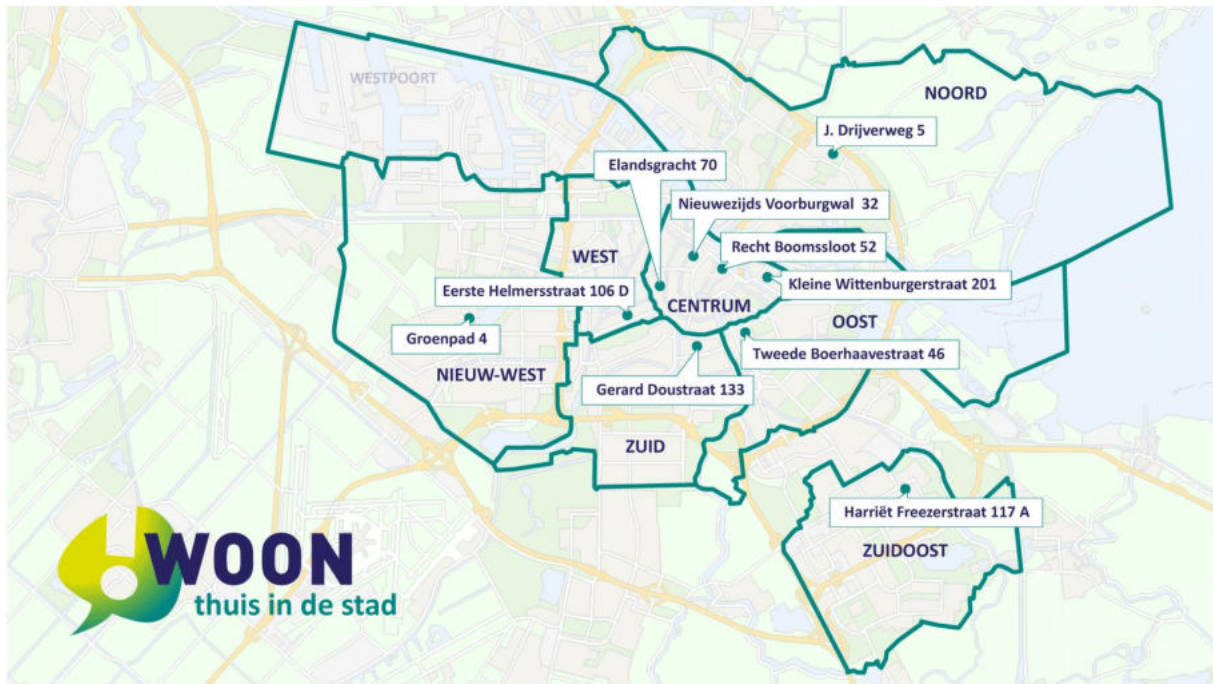 WESTPOORT
NOORD
J. Drijverweg 5
Elandsgracht 70
Nieuwezijds Voorburgwal 32
Recht Boomssloot 52
WEST
Kleine Wittenburgerstraat 201
Eerste Helmersstraat 106 D
CENTRUM
OOST
Groenpad 4
Tweede Boerhaavestraat 46
NIEUW-WEST
Gerard Doustraat 133
ZUID
Harriët Freezerstraat 117 A
ZUIDOOST
!WOON
thuis in de stad